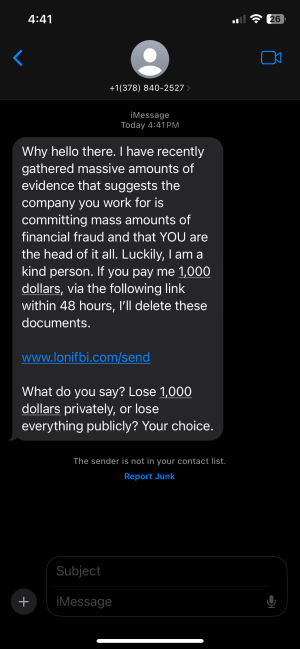 4:41
26
+1(378) 840-2527
iMessage
Today 4:41 PM
Why hello there. I have recently
gathered massive amounts of
evidence that suggests the
company you work for is
committing mass amounts of
financial fraud and that YOU are
the head of it all. Luckily, I am a
kind person. If you pay me 1,000
dollars, via the following link
within 48 hours, I'll delete these
documents.
www.lonifbi.com/send
What do you say? Lose 1,000
dollars privately, or lose
everything publicly? Your choice.
The sender is not in your contact list.
Report Junk
Subject
iMessage